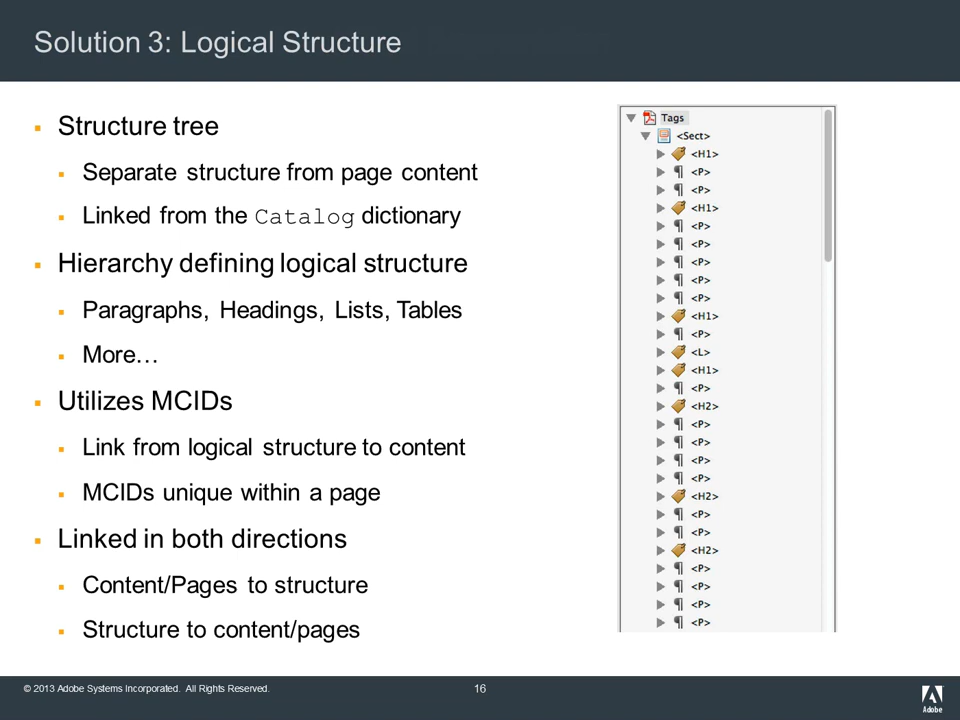 Solution 3: Logical Structure
Structure tree
Separate structure from page content
Linked from the Catalog dictionary
Hierarchy defining logical structure
Paragraphs, Headings, Lists, Tables
More…
Utilizes MCIDs
Link from logical structure to content
MCIDs unique within a page
Linked in both directions
Content/Pages to structure
Structure to content/pages
Tags
<Sect>
<H1>
<P>
<P>
<H1>
<P>
<P>
<P>
<P>
<P>
<H1>
<P>
<L>
<H1>
<P>
<H2>
<P>
<P>
<P>
<P>
<H2>
<P>
<P>
<H2>
<P>
<P>
<P>
<P>
© 2013 Adobe Systems Incorporated. All Rights Reserved.
16
Adobe